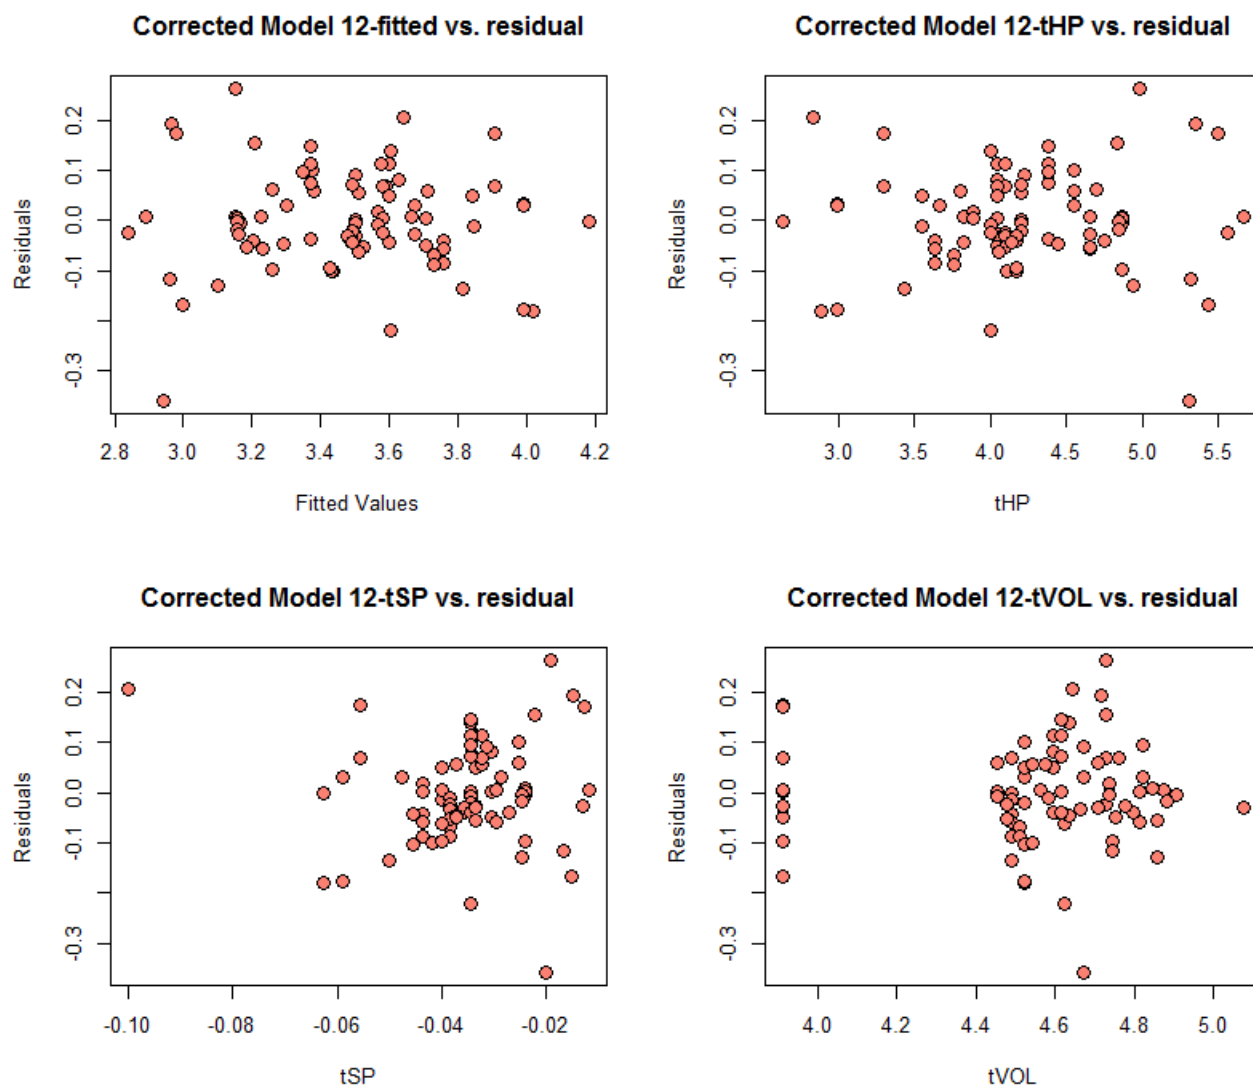 Corrected Model 12-fitted vs. residual
0.2
0.1
0.0
-0.1
-0.3
Residuals
2.8 3.0 3.2 3.4 3.6 3.8 4.0 4.2
Fitted Values
Corrected Model 12-tHP vs. residual
0.2
0.1
0.0
-0.1
-0.3
Residuals
3.0 3.5 4.0 4.5 5.0 5.5
tHP
Corrected Model 12-tSP vs. residual
0.2
0.1
0.0
-0.1
-0.3
Residuals
-0.10 -0.08 -0.06 -0.04 -0.02
tSP
Corrected Model 12-tVOL vs. residual
0.2
0.1
0.0
-0.1
-0.3
Residuals
4.0 4.2 4.4 4.6 4.8 5.0
tVOL